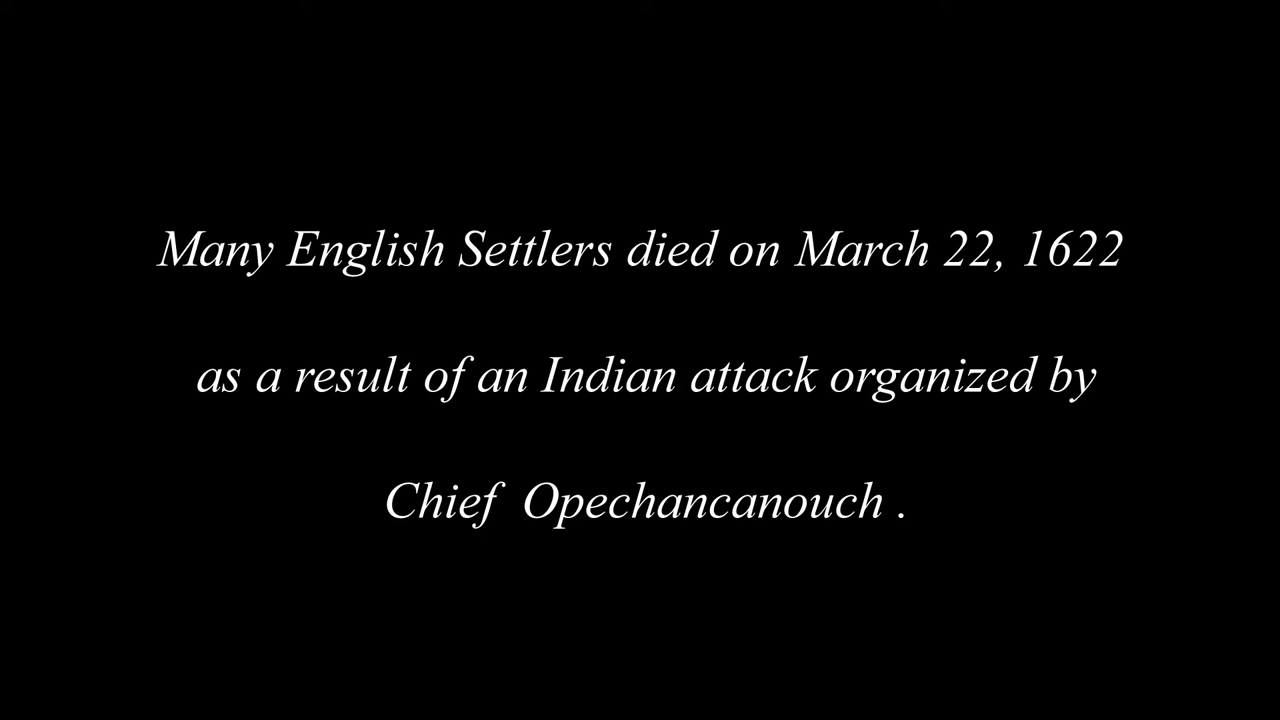 Many English Settlers died on March 22, 1622
as a result of an Indian attack organized by
Chief  Opechancanouch .